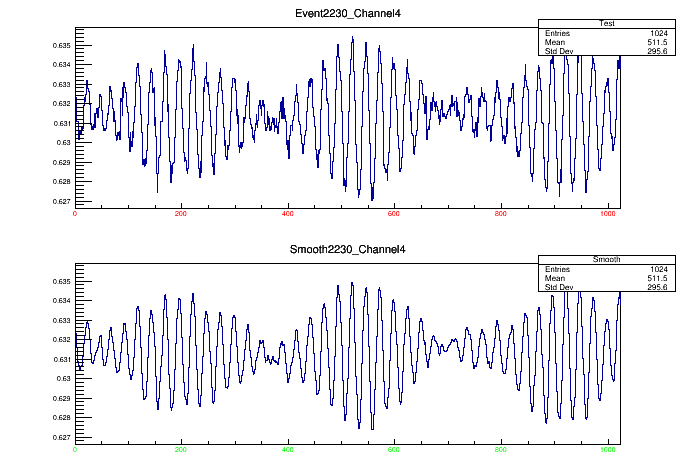 Event2230_Channel4
Test
Entries 1024
Mean 511.5
Std Dev 295.6
0.635
0.634
0.633
0.632
0.631
0.63
0.629
0.628
0.627
0 200 400 600 800 1000
Smooth2230_Channel4
Smooth
Entries 1024
Mean 511.5
Std Dev 295.6
0.635
0.634
0.633
0.632
0.631
0.63
0.629
0.628
0.627
0 200 400 600 800 1000